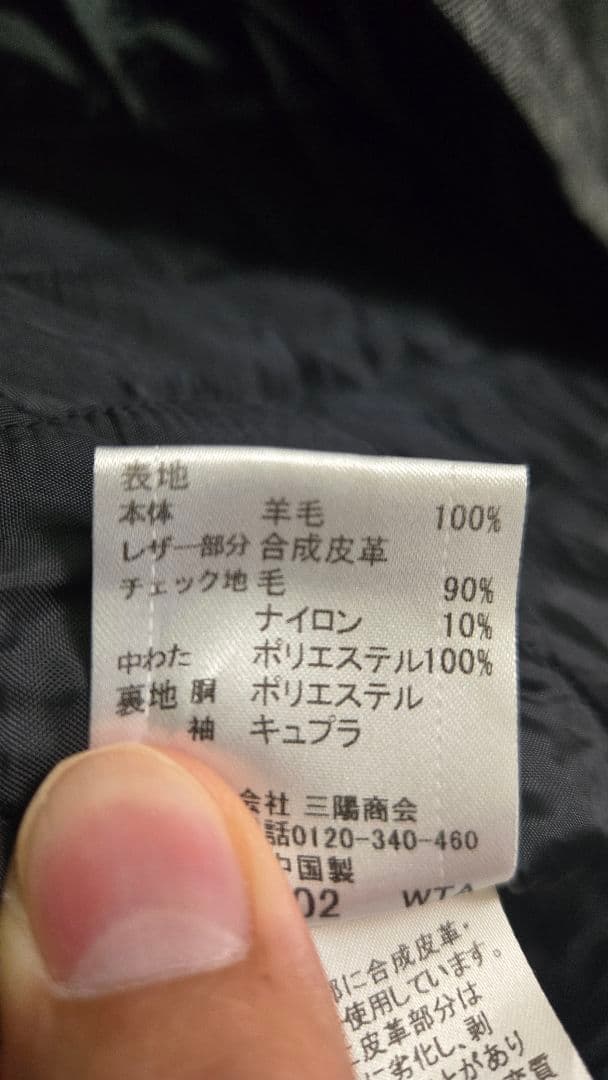 表地
本体 羊毛 100%
レザー部分 合成皮革
チェック地 毛 90%
ナイロン 10%
中わた ポリエステル100%
裏地 胴 ポリエステル
袖 キュプラ
会社 三陽商会
話0120-340-460
中国製
02 WTA
に合成皮革・
使用しています。
皮革部分は
に劣化し、剥
とがあり
変質